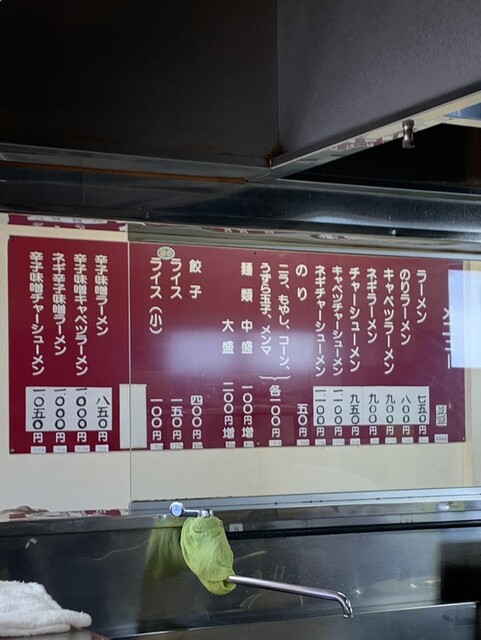 メニュー
ラーメン 七五〇円
のりラーメン 八〇〇円
キャベツラーメン 九〇〇円
ネギラーメン 九〇〇円
チャーシューメン 九五〇円
キャベツチャーシューメン 一一〇〇円
ネギチャーシューメン 一一〇〇円
のり 五〇円
ニラ、もやし、コーン、
うずら玉子、メンマ 各一〇〇円
麺類 中盛 一〇〇円増
大盛 二〇〇円増
餃子 四〇〇円
ライス 一五〇円
ライス(小) 一〇〇円
辛子味噌ラーメン 八五〇円
辛子味噌キャベツラーメン 一〇〇〇円
ネギ辛子味噌ラーメン 一〇〇〇円
辛子味噌チャーシューメン 一〇五〇円